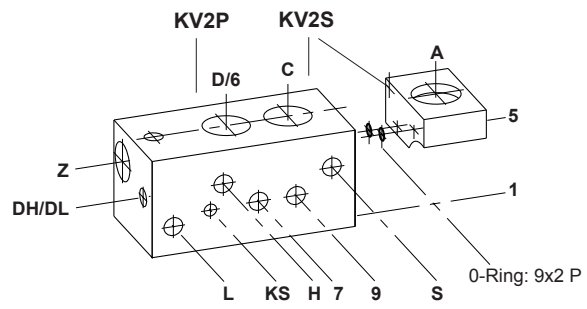 KV2P KV2S
D/6 C A
5
Z
DH/DL 1
0-Ring: 9x2 P
L KS H 7 9 S